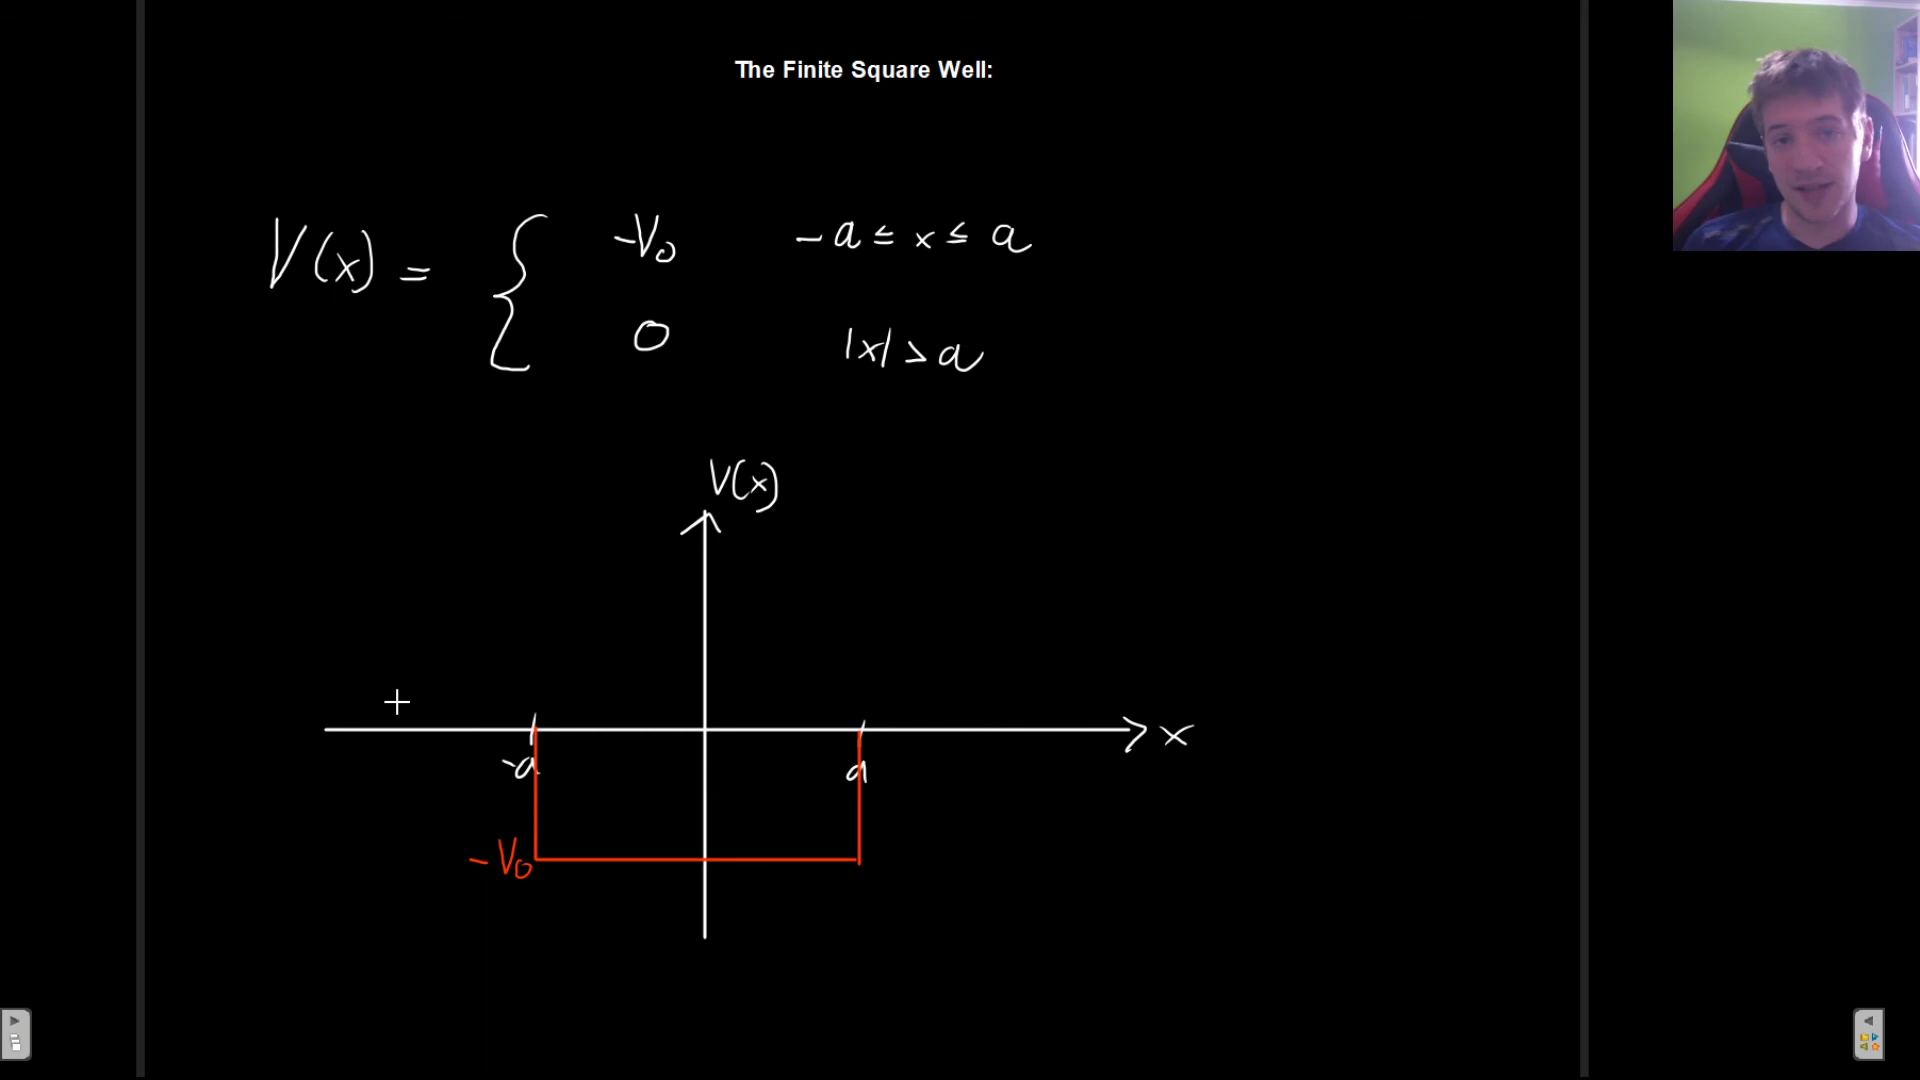 The Finite Square Well:
V(x) = { -V₀ -a ≤ x ≤ a
0 |x| > a
V(x)
x
-a a
-V₀